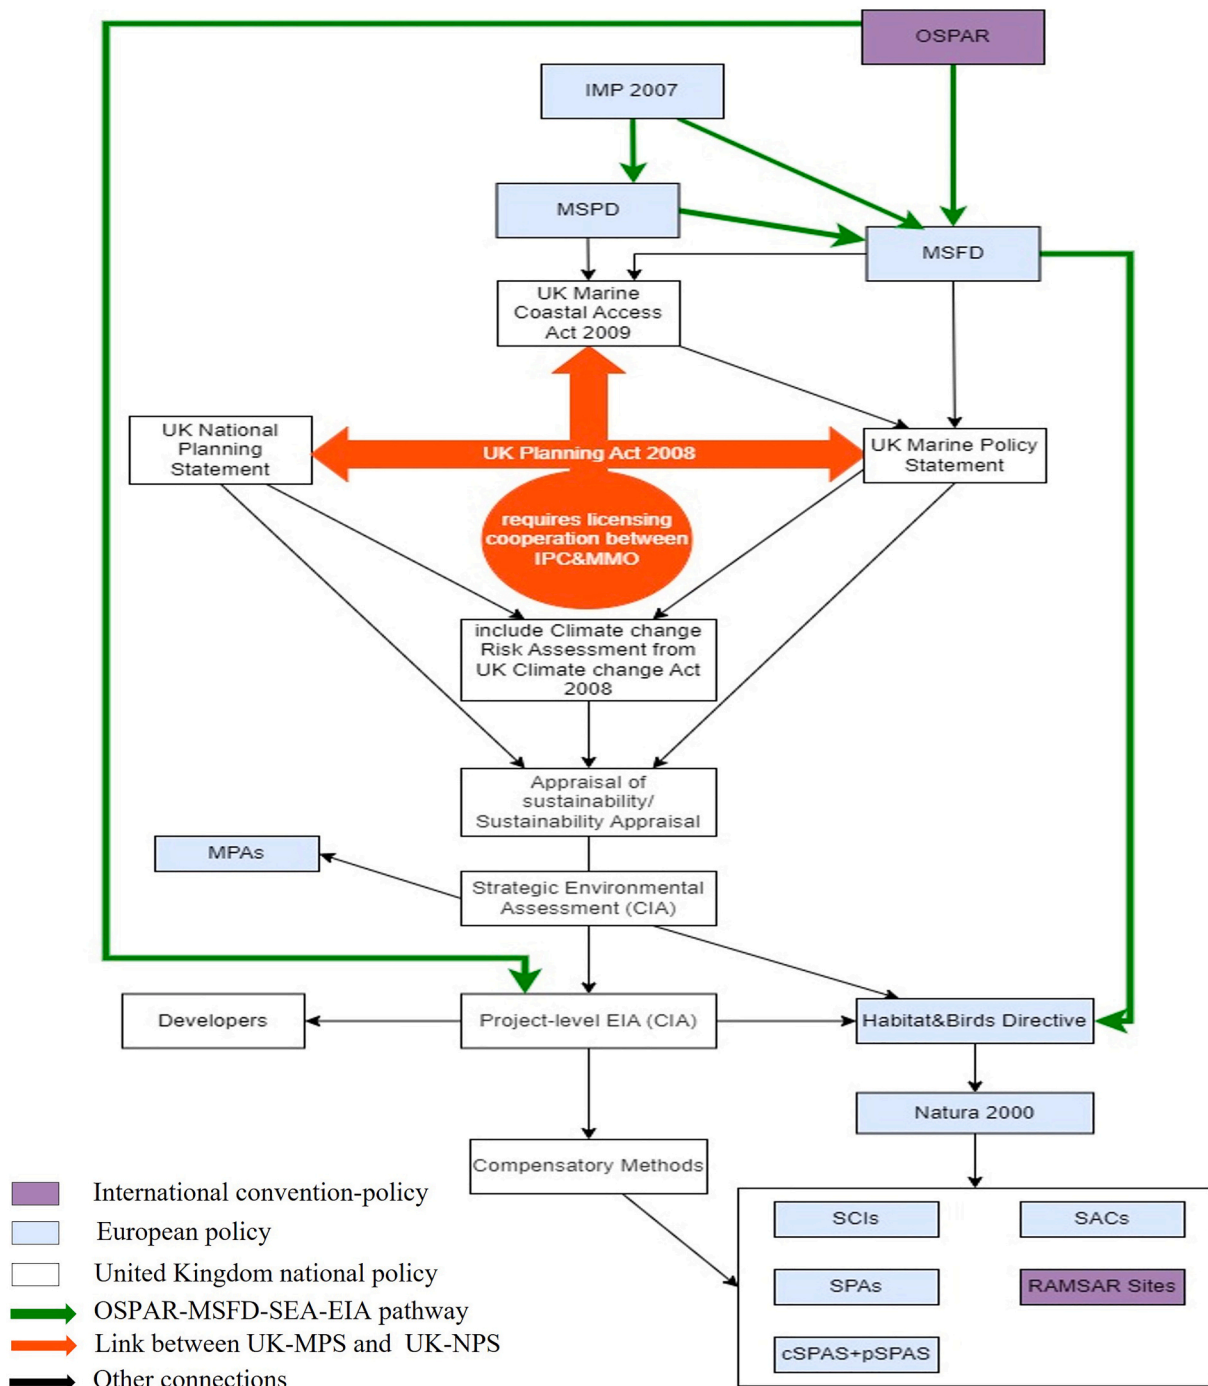 OSPAR
IMP 2007
MSPD
MSFD
UK Marine
Coastal Access
Act 2009
UK National
Planning
Statement
UK Planning Act 2008
UK Marine Policy
Statement
requires licensing
cooperation between
IPC&MMO
include Climate change
Risk Assessment from
UK Climate change Act
2008
Appraisal of
sustainability/
Sustainability Appraisal
MPAs
Strategic Environmental
Assessment (CIA)
Developers
Project-level EIA (CIA)
Habitat&Birds Directive
Natura 2000
Compensatory Methods
SCIs
SACs
SPAs
RAMSAR Sites
cSPAS+pSPAS
International convention-policy
European policy
United Kingdom national policy
OSPAR-MSFD-SEA-EIA pathway
Link between UK-MPS and UK-NPS
Other connections